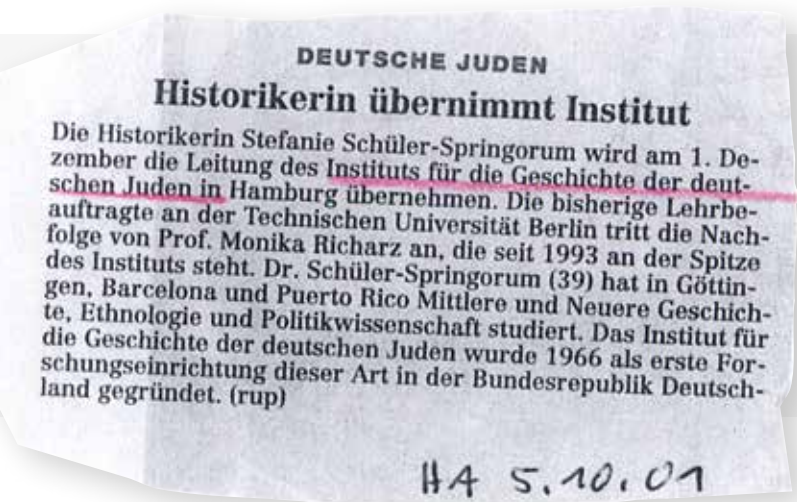 DEUTSCHE JUDEN
Historikerin übernimmt Institut
Die Historikerin Stefanie Schüler-Springorum wird am 1. De-
zember die Leitung des Instituts für die Geschichte der deut-
schen Juden in Hamburg übernehmen. Die bisherige Lehrbe-
auftragte an der Technischen Universität Berlin tritt die Nach-
folge von Prof. Monika Richarz an, die seit 1993 an der Spitze
des Instituts steht. Dr. Schüler-Springorum (39) hat in Göttin-
gen, Barcelona und Puerto Rico Mittlere und Neuere Geschich-
te, Ethnologie und Politikwissenschaft studiert. Das Institut für
die Geschichte der deutschen Juden wurde 1966 als erste For-
schungseinrichtung dieser Art in der Bundesrepublik Deutsch-
land gegründet. (rup)
HA 5.10.01